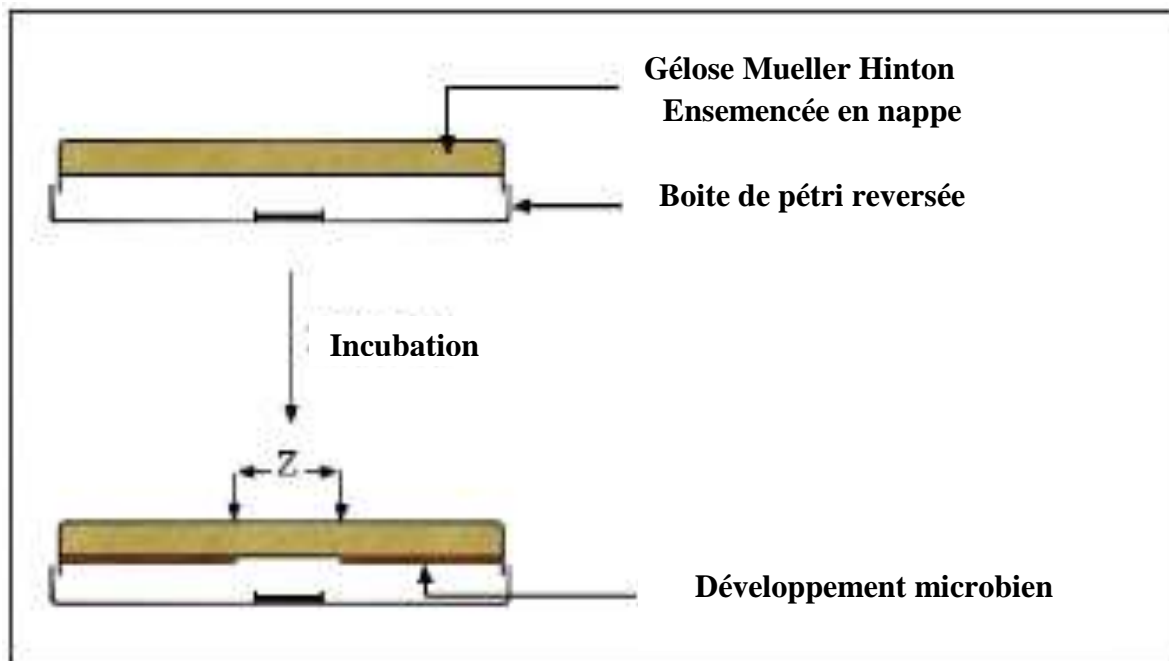 Gélose Mueller Hinton
Ensemencée en nappe
Boite de pétri reversée
Incubation
Z
Développement microbien